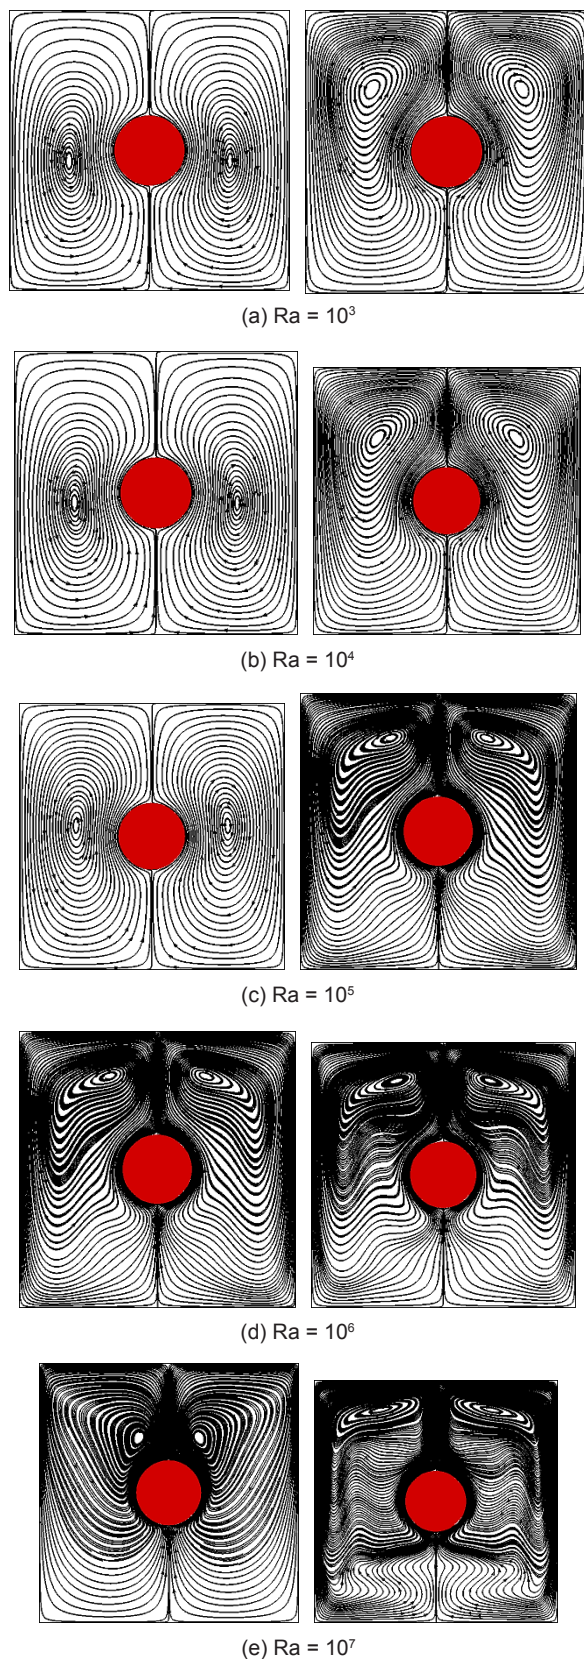 (a) Ra = 10³
(b) Ra = 10⁴
(c) Ra = 10⁵
(d) Ra = 10⁶
(e) Ra = 10⁷